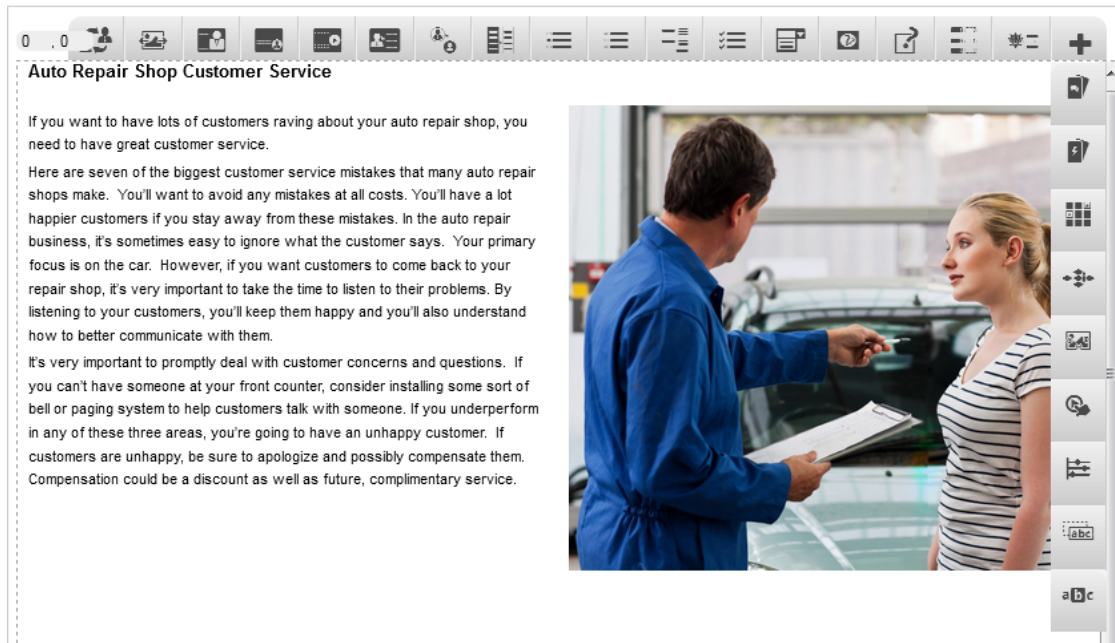 0 , 0
Auto Repair Shop Customer Service
If you want to have lots of customers raving about your auto repair shop, you
need to have great customer service.
Here are seven of the biggest customer service mistakes that many auto repair
shops make.  You'll want to avoid any mistakes at all costs. You'll have a lot
happier customers if you stay away from these mistakes. In the auto repair
business, it's sometimes easy to ignore what the customer says.  Your primary
focus is on the car.  However, if you want customers to come back to your
repair shop, it's very important to take the time to listen to their problems. By
listening to your customers, you'll keep them happy and you'll also understand
how to better communicate with them.
It's very important to promptly deal with customer concerns and questions.  If
you can't have someone at your front counter, consider installing some sort of
bell or paging system to help customers talk with someone. If you underperform
in any of these three areas, you're going to have an unhappy customer.  If
customers are unhappy, be sure to apologize and possibly compensate them.
Compensation could be a discount as well as future, complimentary service.
abc
abc